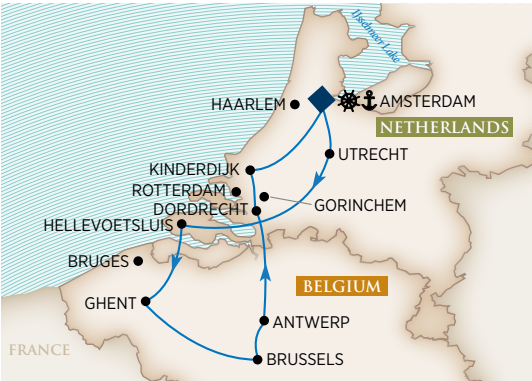 IJsselmeer Lake
HAARLEM
AMSTERDAM
NETHERLANDS
UTRECHT
KINDERDIJK
ROTTERDAM
GORINCHEM
DORDRECHT
HELLEVOETSLUIS
BRUGES
BELGIUM
GHENT
ANTWERP
FRANCE
BRUSSELS